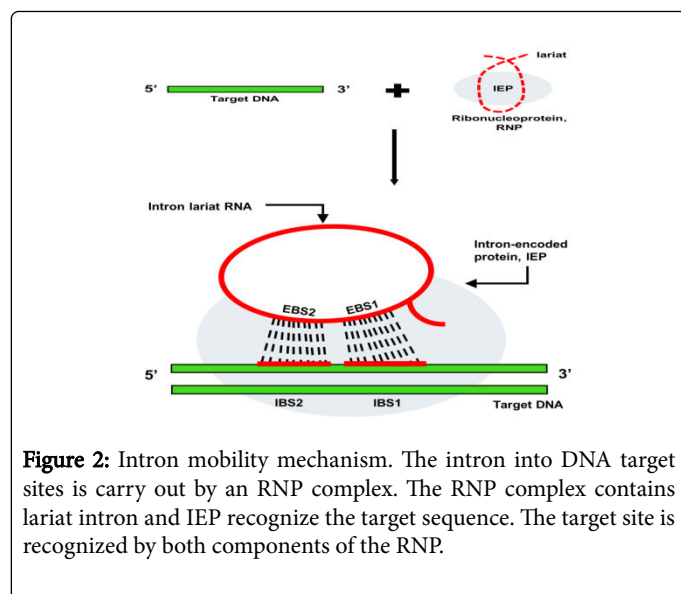 5’ 3’
Target DNA
lariat
IEP
Ribonucleoprotein,
RNP
Intron lariat RNA
Intron-encoded
protein, IEP
EBS2 EBS1
5’ 3’
IBS2 IBS1 Target DNA
Figure 2: Intron mobility mechanism. The intron into DNA target
sites is carry out by an RNP complex. The RNP complex contains
lariat intron and IEP recognize the target sequence. The target site is
recognized by both components of the RNP.